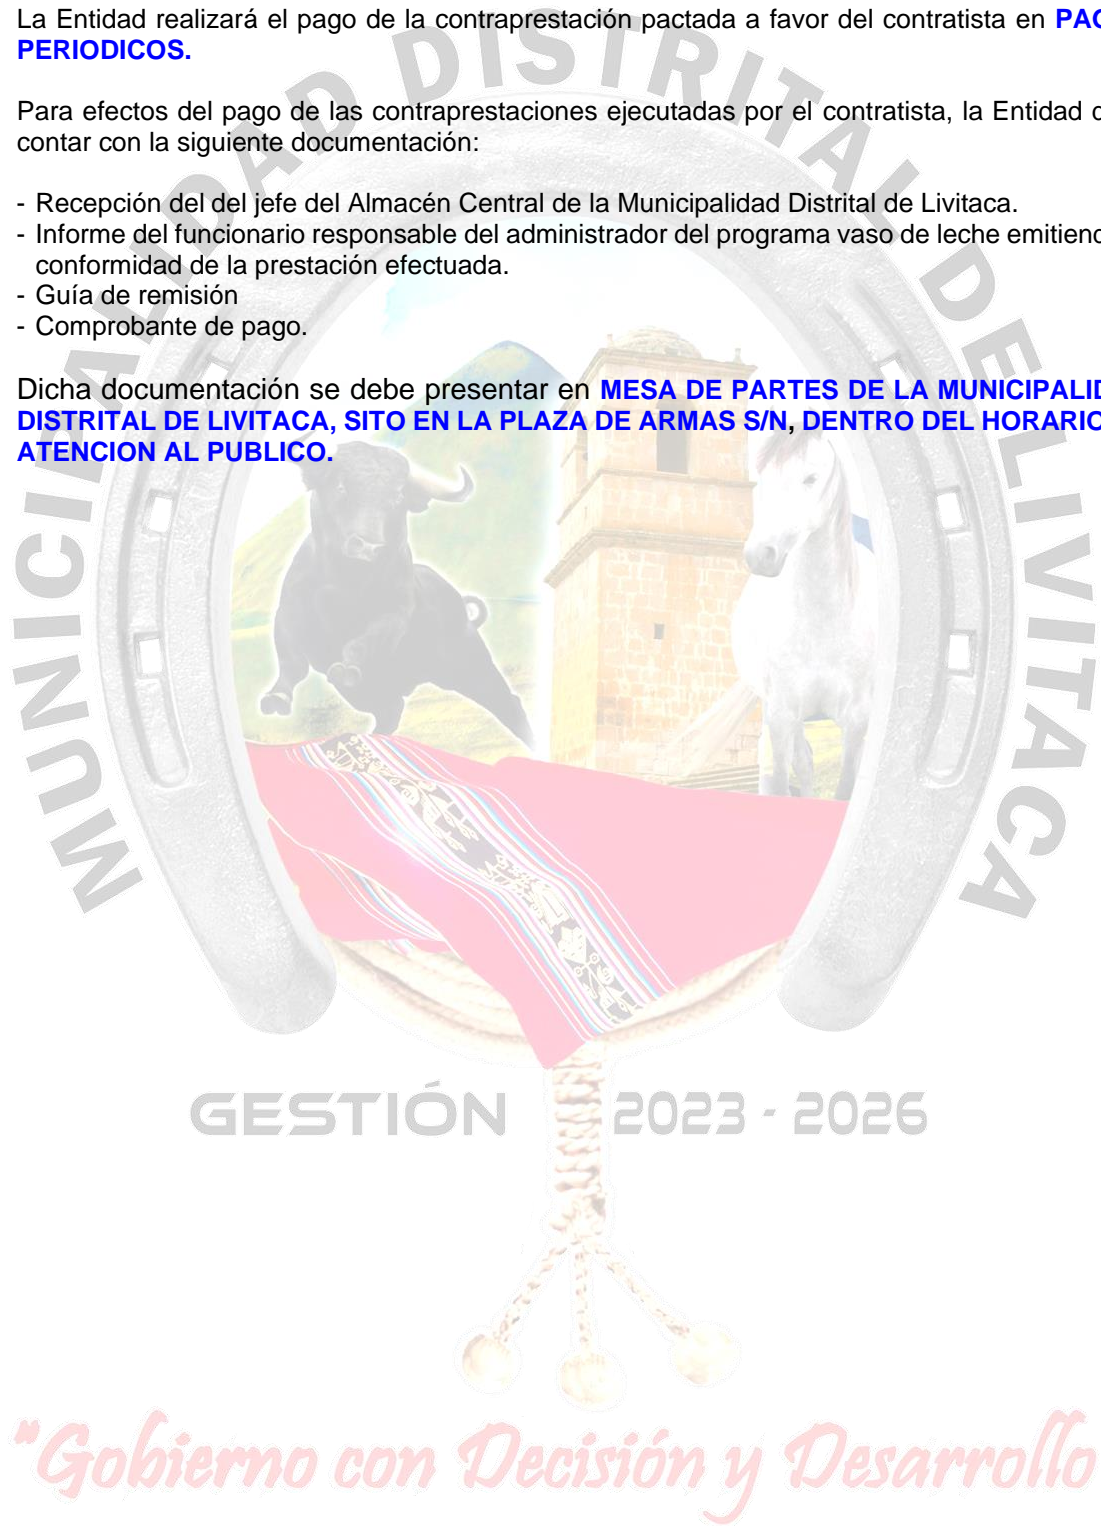 La Entidad realizará el pago de la contraprestación pactada a favor del contratista en
PERIODICOS.
Para efectos del pago de las contraprestaciones ejecutadas por el contratista, la Entidad
contar con la siguiente documentación:
- Recepción del del jefe del Almacén Central de la Municipalidad Distrital de Livitaca.
- Informe del funcionario responsable del administrador del programa vaso de leche
conformidad de la prestación efectuada.
- Guía de remisión
- Comprobante de pago.
Dicha documentación se debe presentar en MESA DE PARTES DE LA
DISTRITAL DE LIVITACA, SITO EN LA PLAZA DE ARMAS S/N, DENTRO DEL HORARIO
ATENCION AL PUBLICO.
MUNICIPALIDAD DISTRITAL DE LIVITACA
GESTIÓN 2023 - 2026
"Gobierno con Decisión y Desarrollo